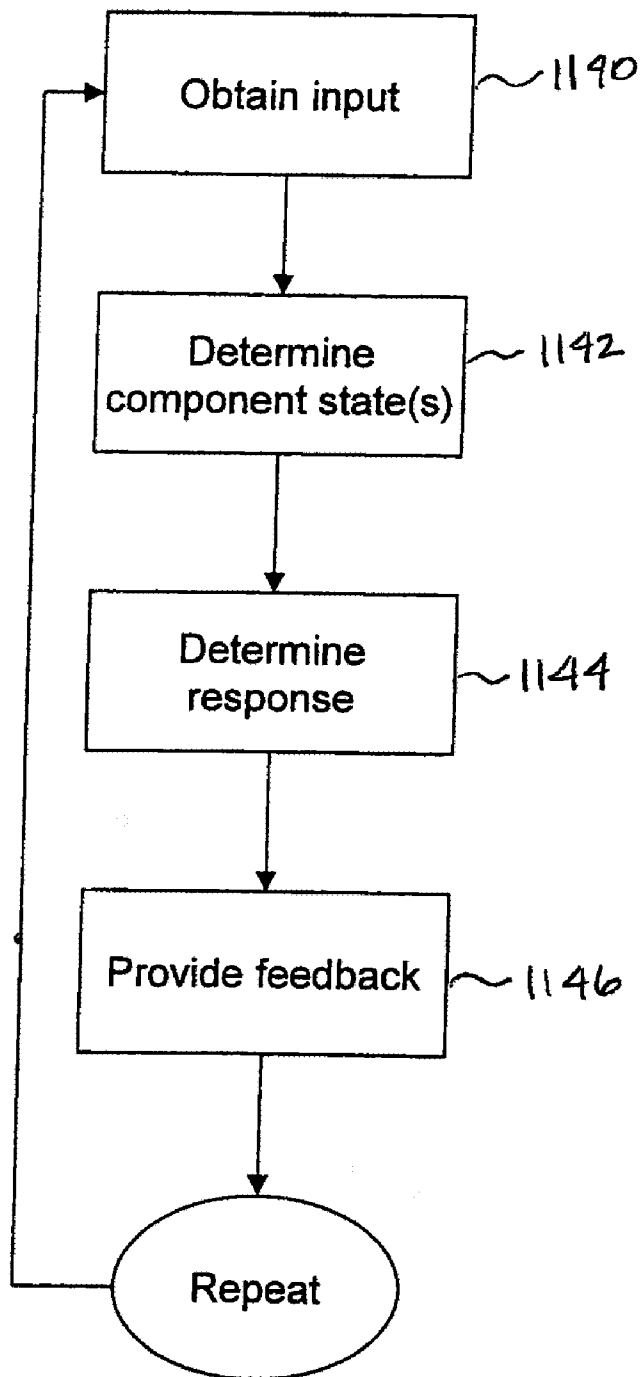 Obtain input
1140
Determine
component state(s)
1142
Determine
response
1144
Provide feedback
1146
Repeat